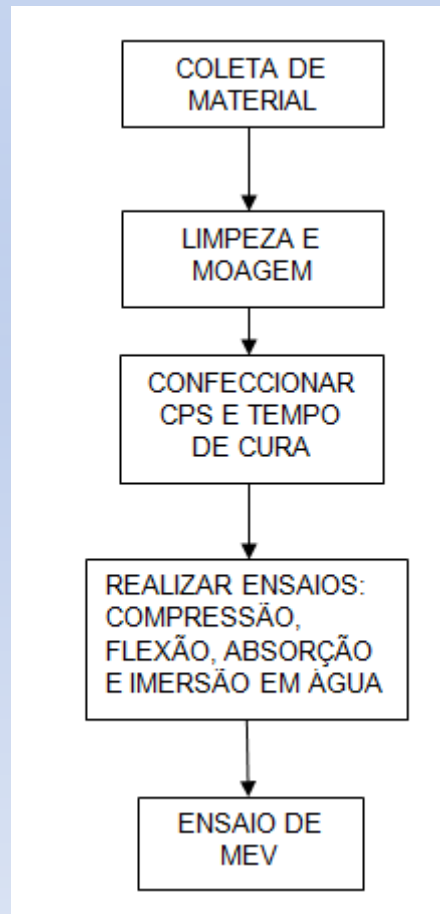 COLETA DE
MATERIAL
LIMPEZA E
MOAGEM
CONFECCIONAR
CPS E TEMPO
DE CURA
REALIZAR ENSAIOS:
COMPRESSÃO,
FLEXÃO, ABSORÇÃO
E IMERSÃO EM ÁGUA
ENSAIO DE
MEV